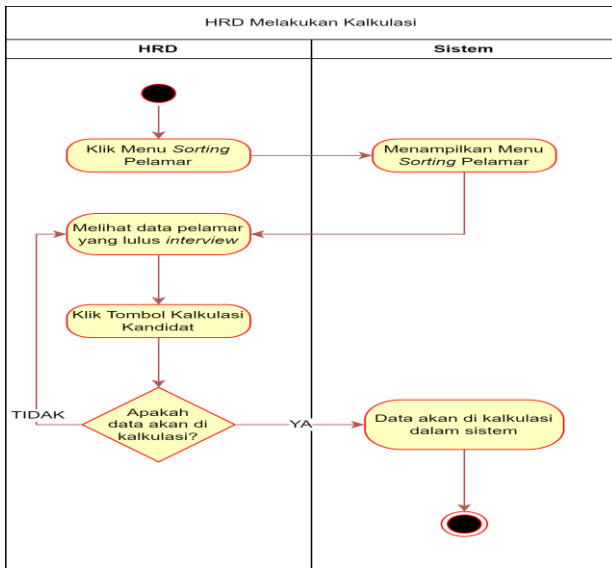 HRD Melakukan Kalkulasi
HRD
Sistem
Klik Menu Sorting
Pelamar
Menampilkan Menu
Sorting Pelamar
Melihat data pelamar
yang lulus interview
Klik Tombol Kalkulasi
Kandidat
Apakah
data akan di
kalkulasi?
TIDAK
YA
Data akan di kalkulasi
dalam sistem